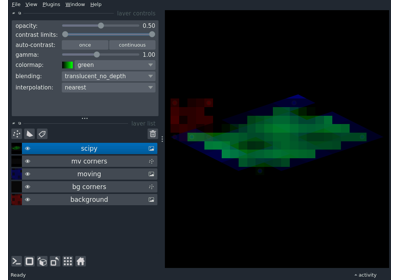 File View Plugins Window Help
layer controls
opacity: 0.50
contrast limits:
auto-contrast: once continuous
gamma: 1.00
colormap: green
blending: translucent_no_depth
interpolation: nearest
layer list
scipy
mv corners
moving
bg corners
background
Ready
activity